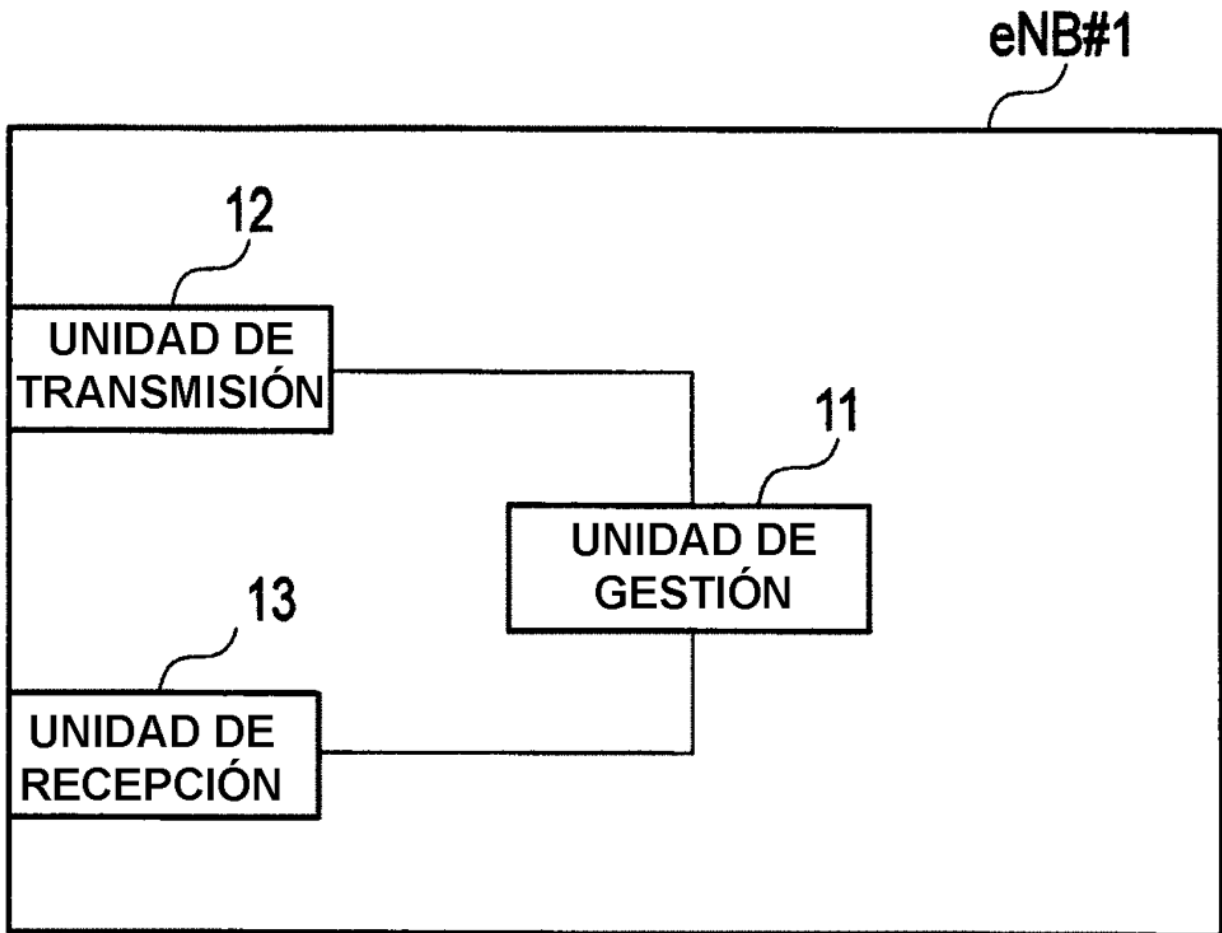 eNB#1
12
UNIDAD DE
TRANSMISIÓN
11
UNIDAD DE
GESTIÓN
13
UNIDAD DE
RECEPCIÓN